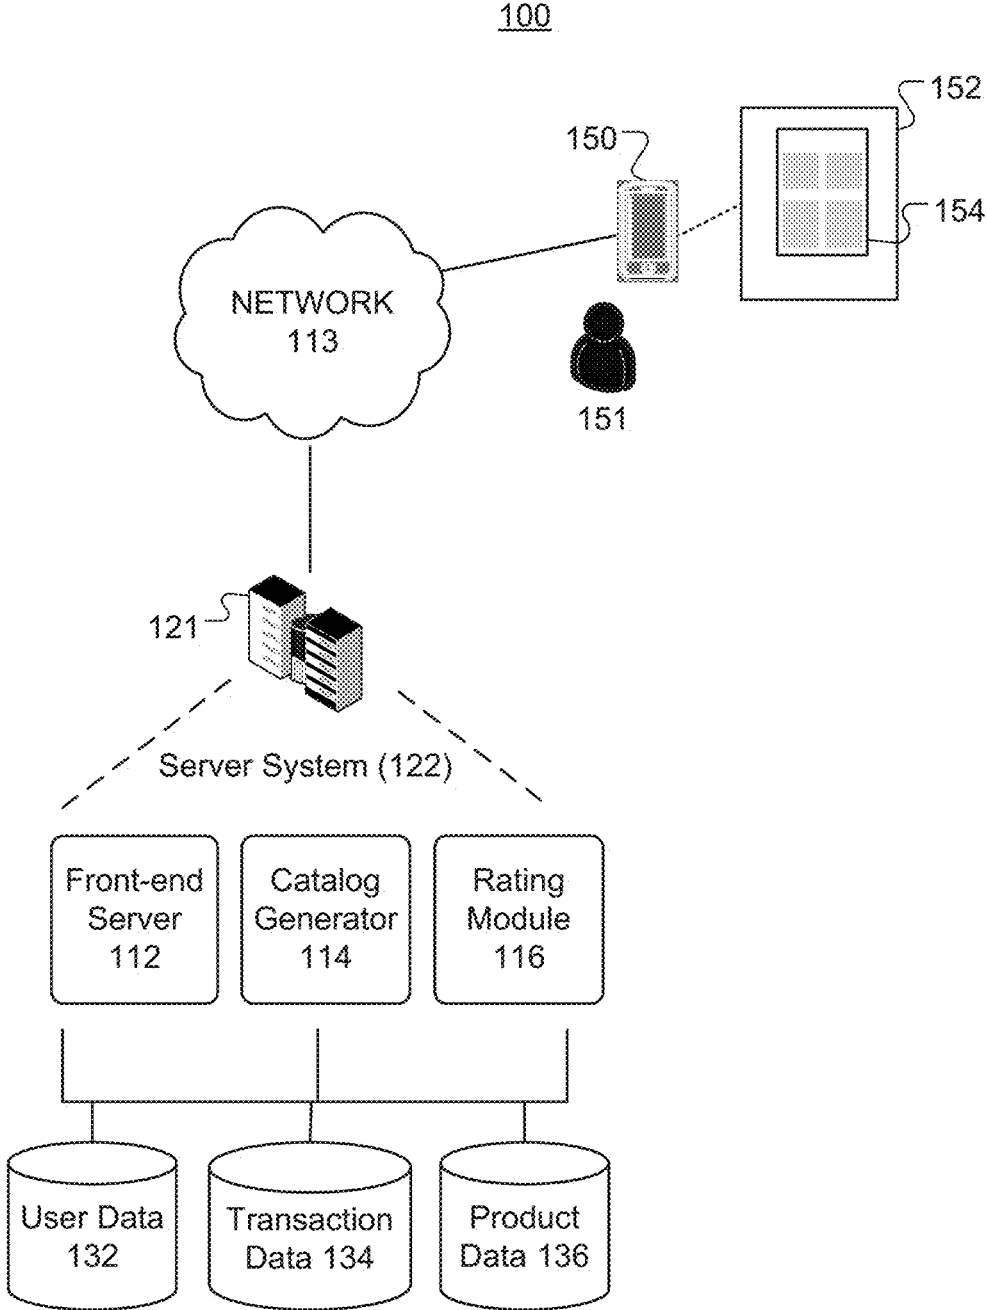 100
152
150
154
NETWORK
113
151
121
Server System (122)
Front-end
Server
112
Catalog
Generator
114
Rating
Module
116
User Data
132
Transaction
Data 134
Product
Data 136